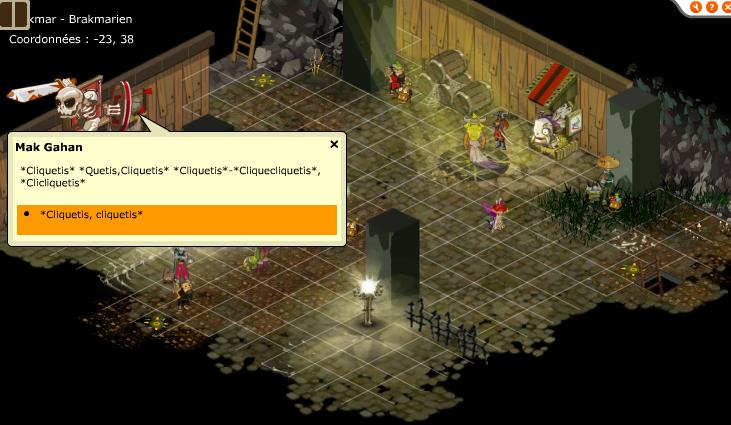 kmar - Brakmarien
Coordonnées : -23, 38
Mak Gahan
*Cliquetis* *Quetis,Cliquetis* *Cliquetis*-*Cliquecliquetis*,
*Clicliquetis*
*Cliquetis, cliquetis*